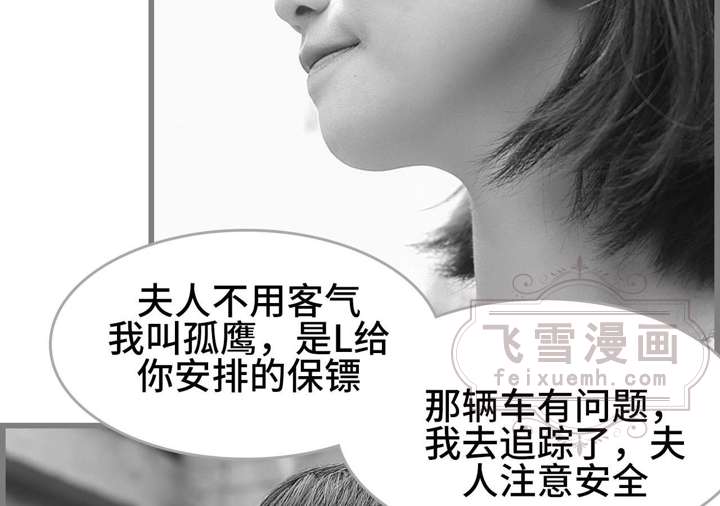 夫人不用客气
我叫孤鹰，是L给
你安排的保镖
飞雪漫画
feixuemh.com
那辆车有问题，
我去追踪了，夫
人注意安全